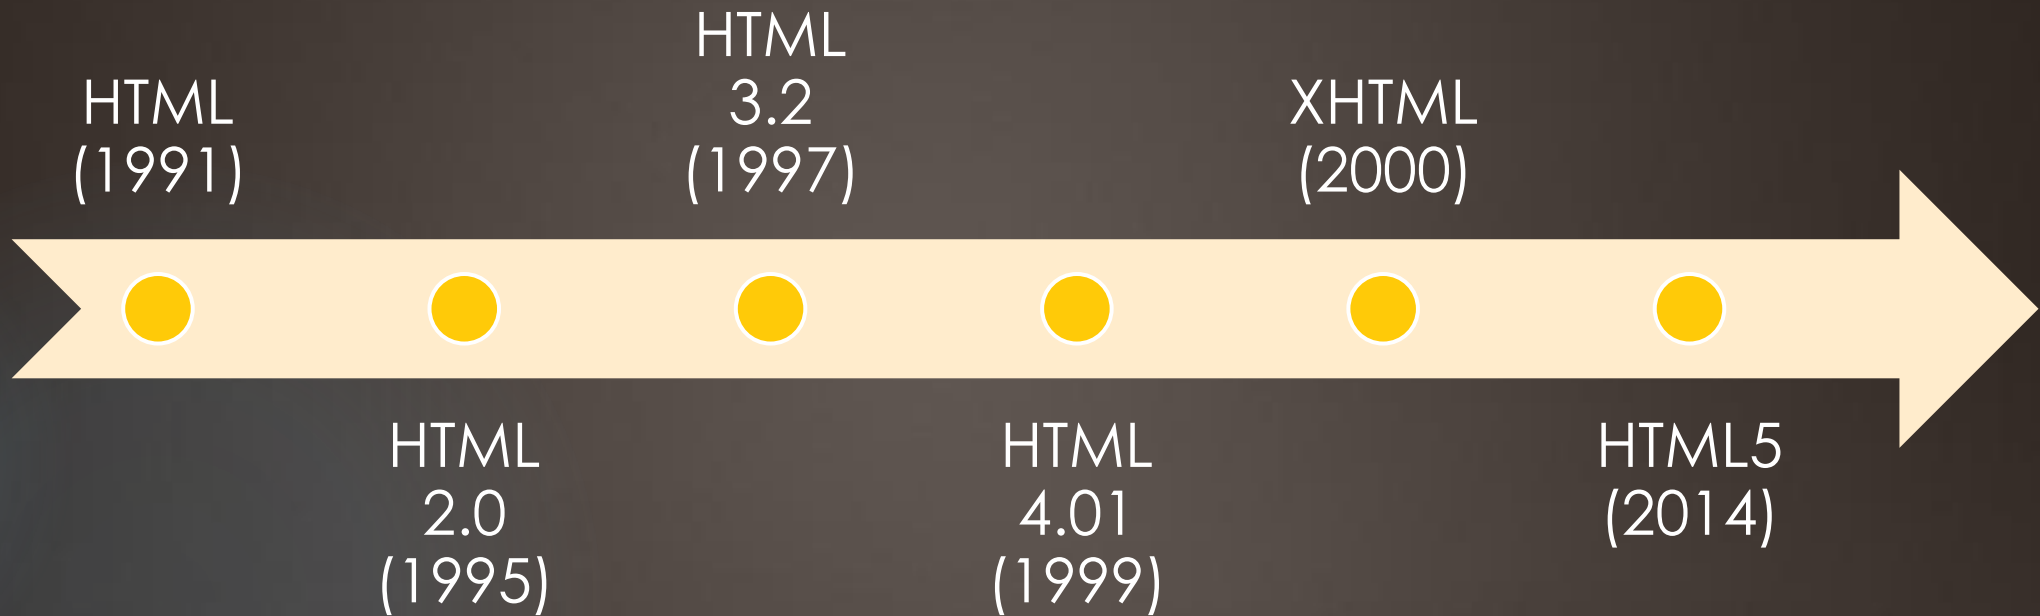 HTML
(1991)
HTML
2.0
(1995)
HTML
3.2
(1997)
HTML
4.01
(1999)
XHTML
(2000)
HTML5
(2014)